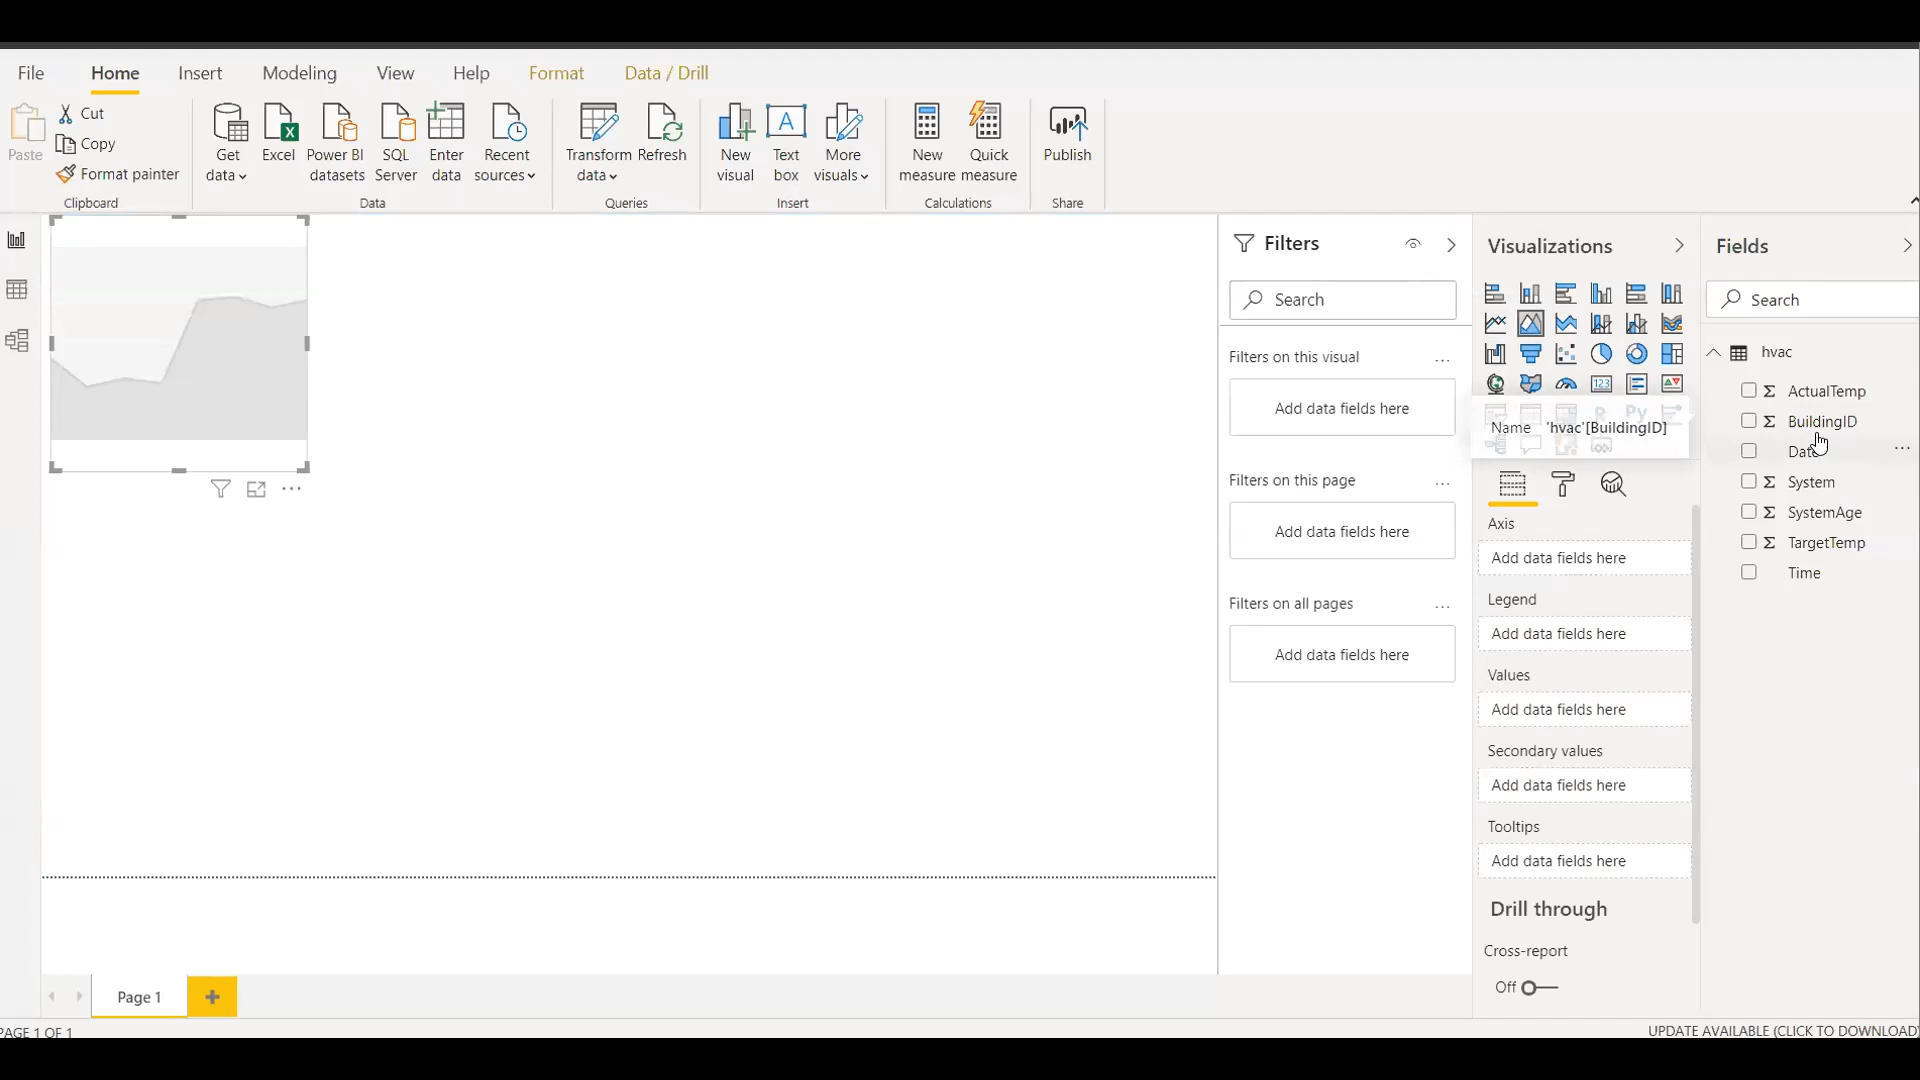 File Home Insert Modeling View Help Format Data / Drill
Paste
Cut
Copy
Format painter
Clipboard
Get data
Excel
Power BI datasets
SQL Server
Enter data
Recent sources
Data
Transform data
Refresh
Queries
New visual
A
Text box
More visuals
Insert
New measure
Quick measure
Calculations
Publish
Share
Filters
Search
Filters on this visual ...
Add data fields here
Filters on this page ...
Add data fields here
Filters on all pages ...
Add data fields here
Visualizations
123
R Py
Name 'hvac'[BuildingID]
Axis
Add data fields here
Legend
Add data fields here
Values
Add data fields here
Secondary values
Add data fields here
Tooltips
Add data fields here
Drill through
Cross-report
Off
Fields
Search
hvac
Σ ActualTemp
Σ BuildingID
Date
Σ System
Σ SystemAge
Σ TargetTemp
Time
Page 1
PAGE 1 OF 1
UPDATE AVAILABLE (CLICK TO DOWNLOAD)